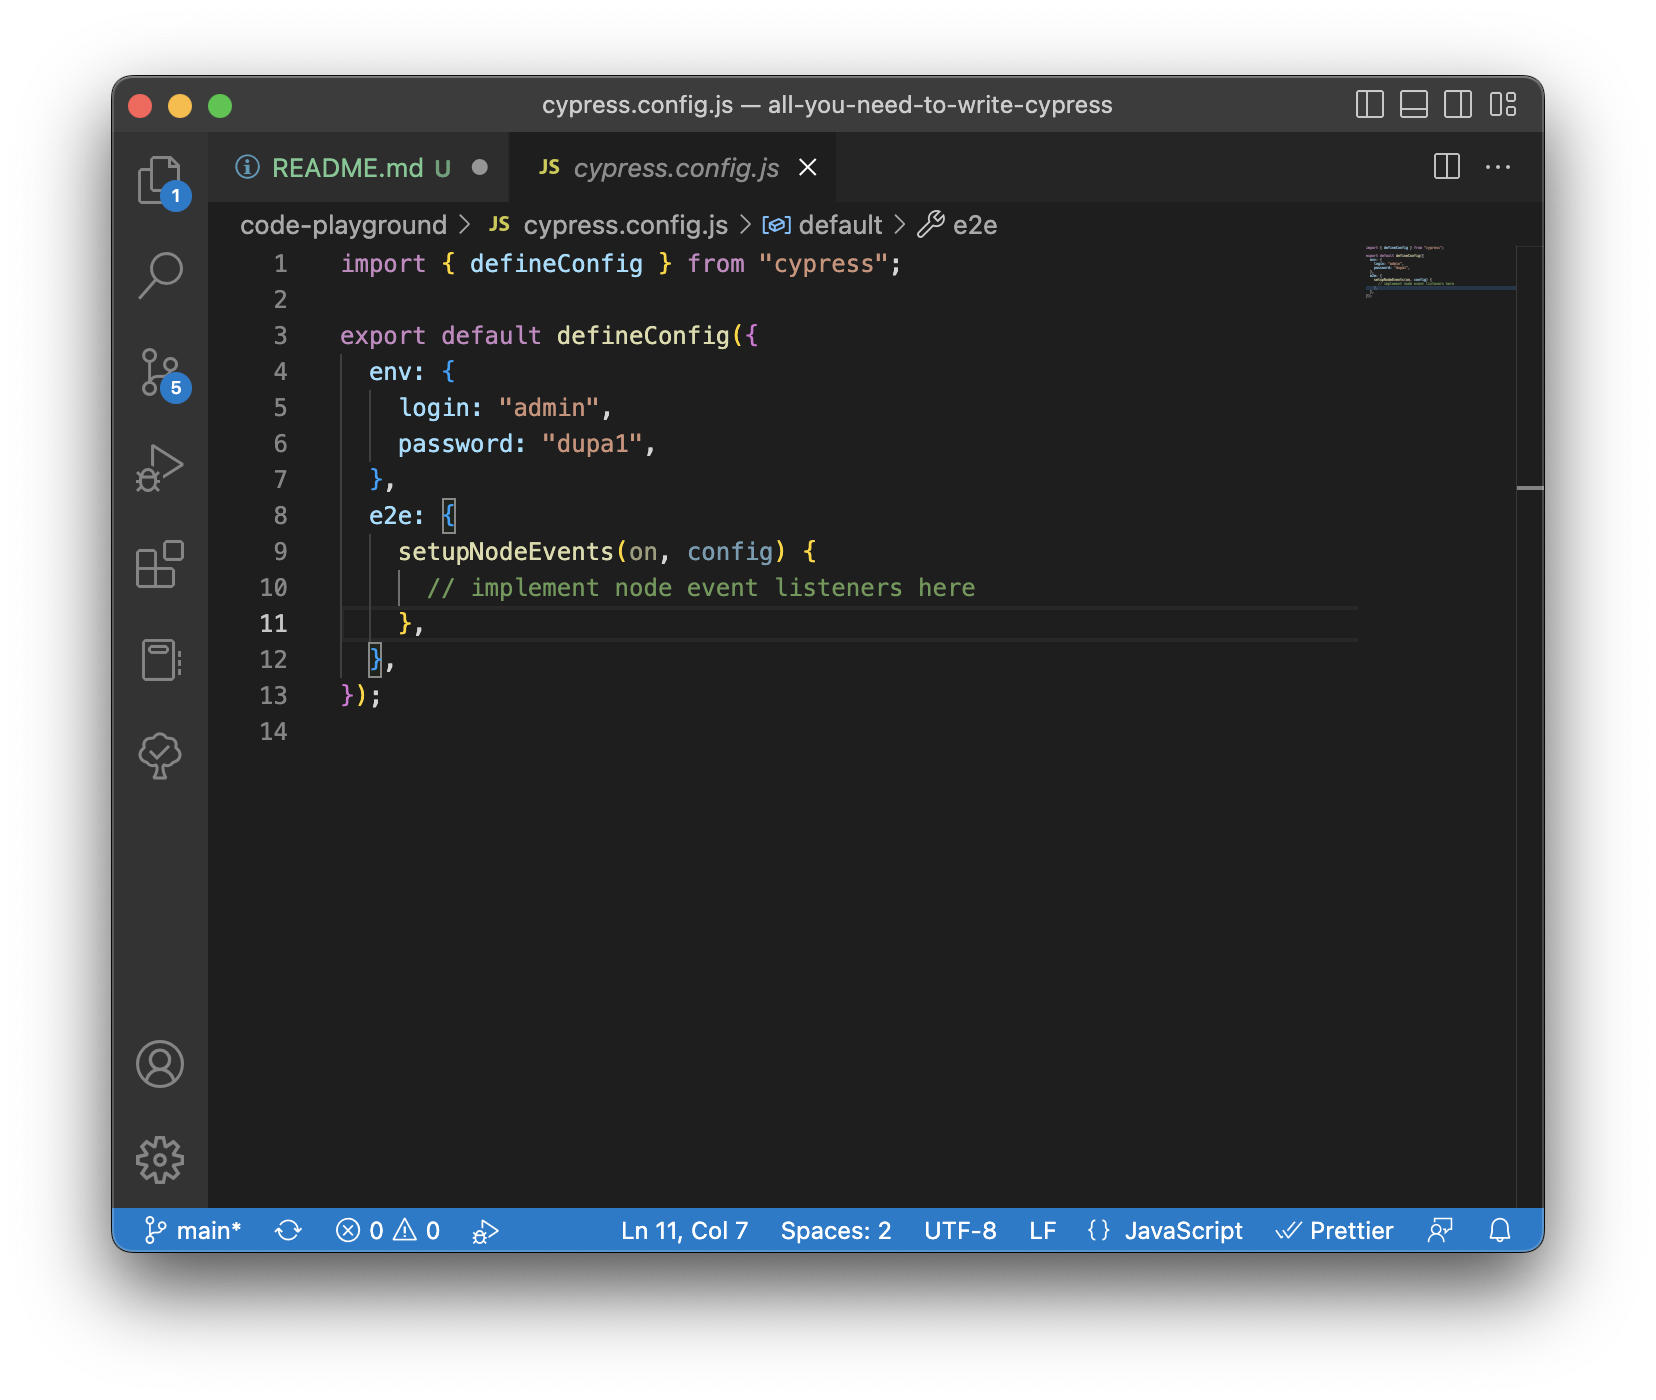 cypress.config.js — all-you-need-to-write-cypress
README.md U
JS cypress.config.js
code-playground > JS cypress.config.js > default > e2e
1 import { defineConfig } from "cypress";
2
3 export default defineConfig({
4 env: {
5 login: "admin",
6 password: "dupa1",
7 },
8 e2e: {
9 setupNodeEvents(on, config) {
10 // implement node event listeners here
11 },
12 },
13 });
14
1
5
main* 0 0 Ln 11, Col 7 Spaces: 2 UTF-8 LF {} JavaScript Prettier